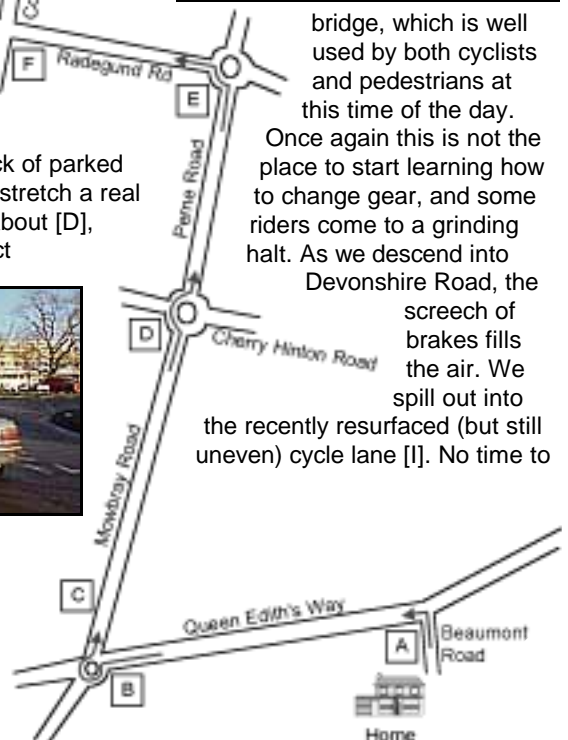 bridge, which is well
used by both cyclists
and pedestrians at
this time of the day.
Once again this is not the
place to start learning how
to change gear, and some
riders come to a grinding
halt. As we descend into
Devonshire Road, the
screech of
brakes fills
the air. We
spill out into
the recently resurfaced (but still
uneven) cycle lane [I]. No time to
ck of parked
stretch a real
bout [D],
ct
Co
F
Radegund Rd
E
Perne Road
D
Cherry Hinton Road
Mowbray Road
C
Queen Edith's Way
A
Beaumont
Road
B
Home